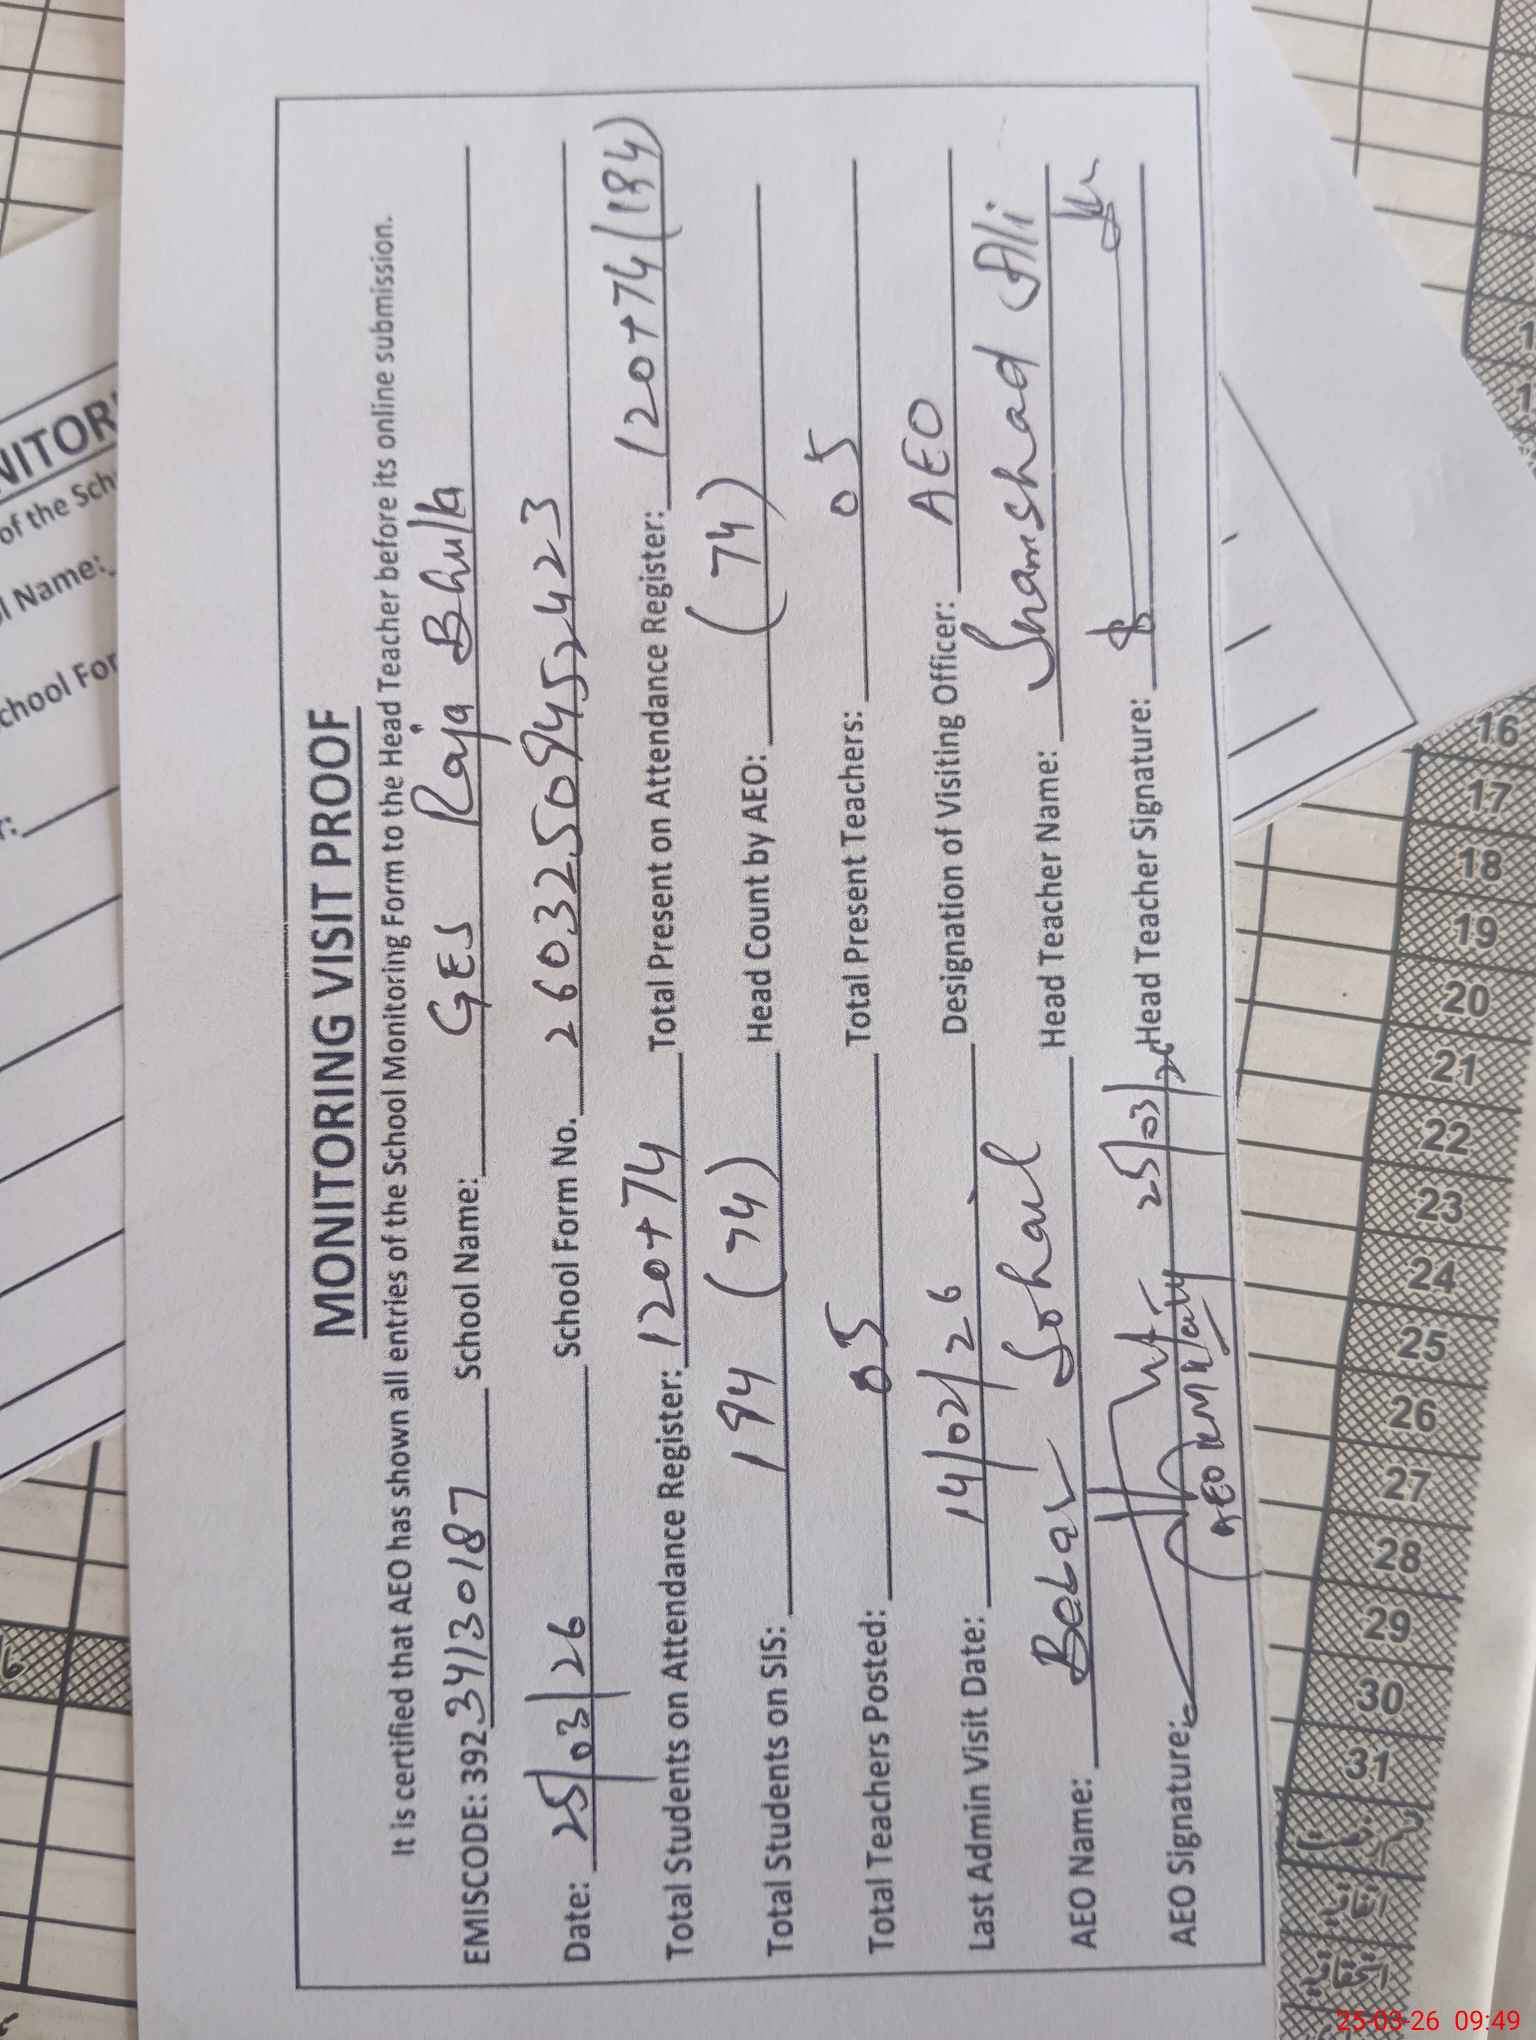 MONITORING VISIT PROOF
It is certified that AEO has shown all entries of the School Monitoring Form to the Head Teacher before its online submission.
EMISCODE: 39234130187 School Name: GES Raja Bhulla
Date: 25/03/26 School Form No. 26032509452423
Total Students on Attendance Register: 120+74 Total Present on Attendance Register: 120+74 (194)
Total Students on SIS: 194 (74) Head Count by AEO: (74)
Total Teachers Posted: 05 Total Present Teachers: 05
Last Admin Visit Date: 14/02/26 Designation of Visiting Officer: AEO
AEO Name: Sohail Head Teacher Name: Shamshad Ali
AEO Signature: 25/03/26 Head Teacher Signature:
(AEO
NITOR
of the Sch
l Name:
chool For
r:
16
17
18
19
20
21
22
23
24
25
26
27
28
29
30
31
25-03-26 09:49